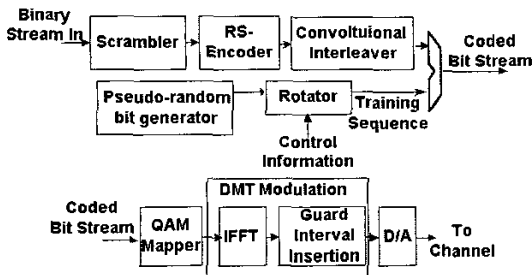 Binary
Stream In
Scrambler
RS-
Encoder
Convoltuional
Interleaver
Coded
Bit Stream
Pseudo-random
bit generator
Rotator
Training
Sequence
Control
Information
DMT Modulation
Coded
Bit Stream
QAM
Mapper
IFFT
Guard
Interval
Insertion
D/A
To
Channel